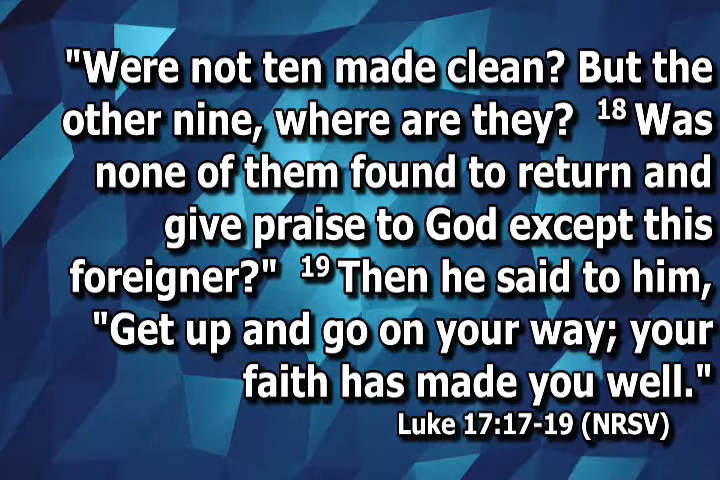 "Were not ten made clean? But the
other nine, where are they? 18 Was
none of them found to return and
give praise to God except this
foreigner?" 19 Then he said to him,
"Get up and go on your way; your
faith has made you well."
Luke 17:17-19 (NRSV)